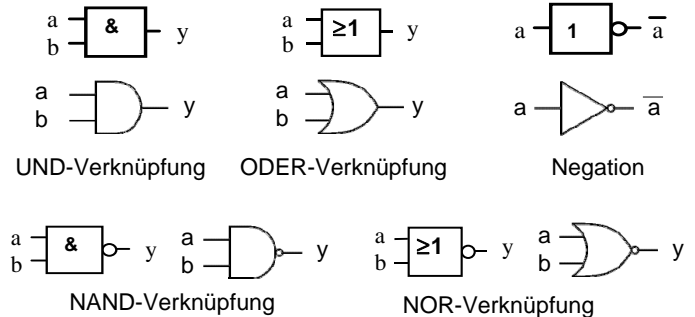 a & y
b
a ≥1 y
b
a 1 a̅
a y
b
a y
b
a a̅
UND-Verknüpfung
ODER-Verknüpfung
Negation
a & y
b
a y
b
a ≥1 y
b
a y
b
NAND-Verknüpfung
NOR-Verknüpfung